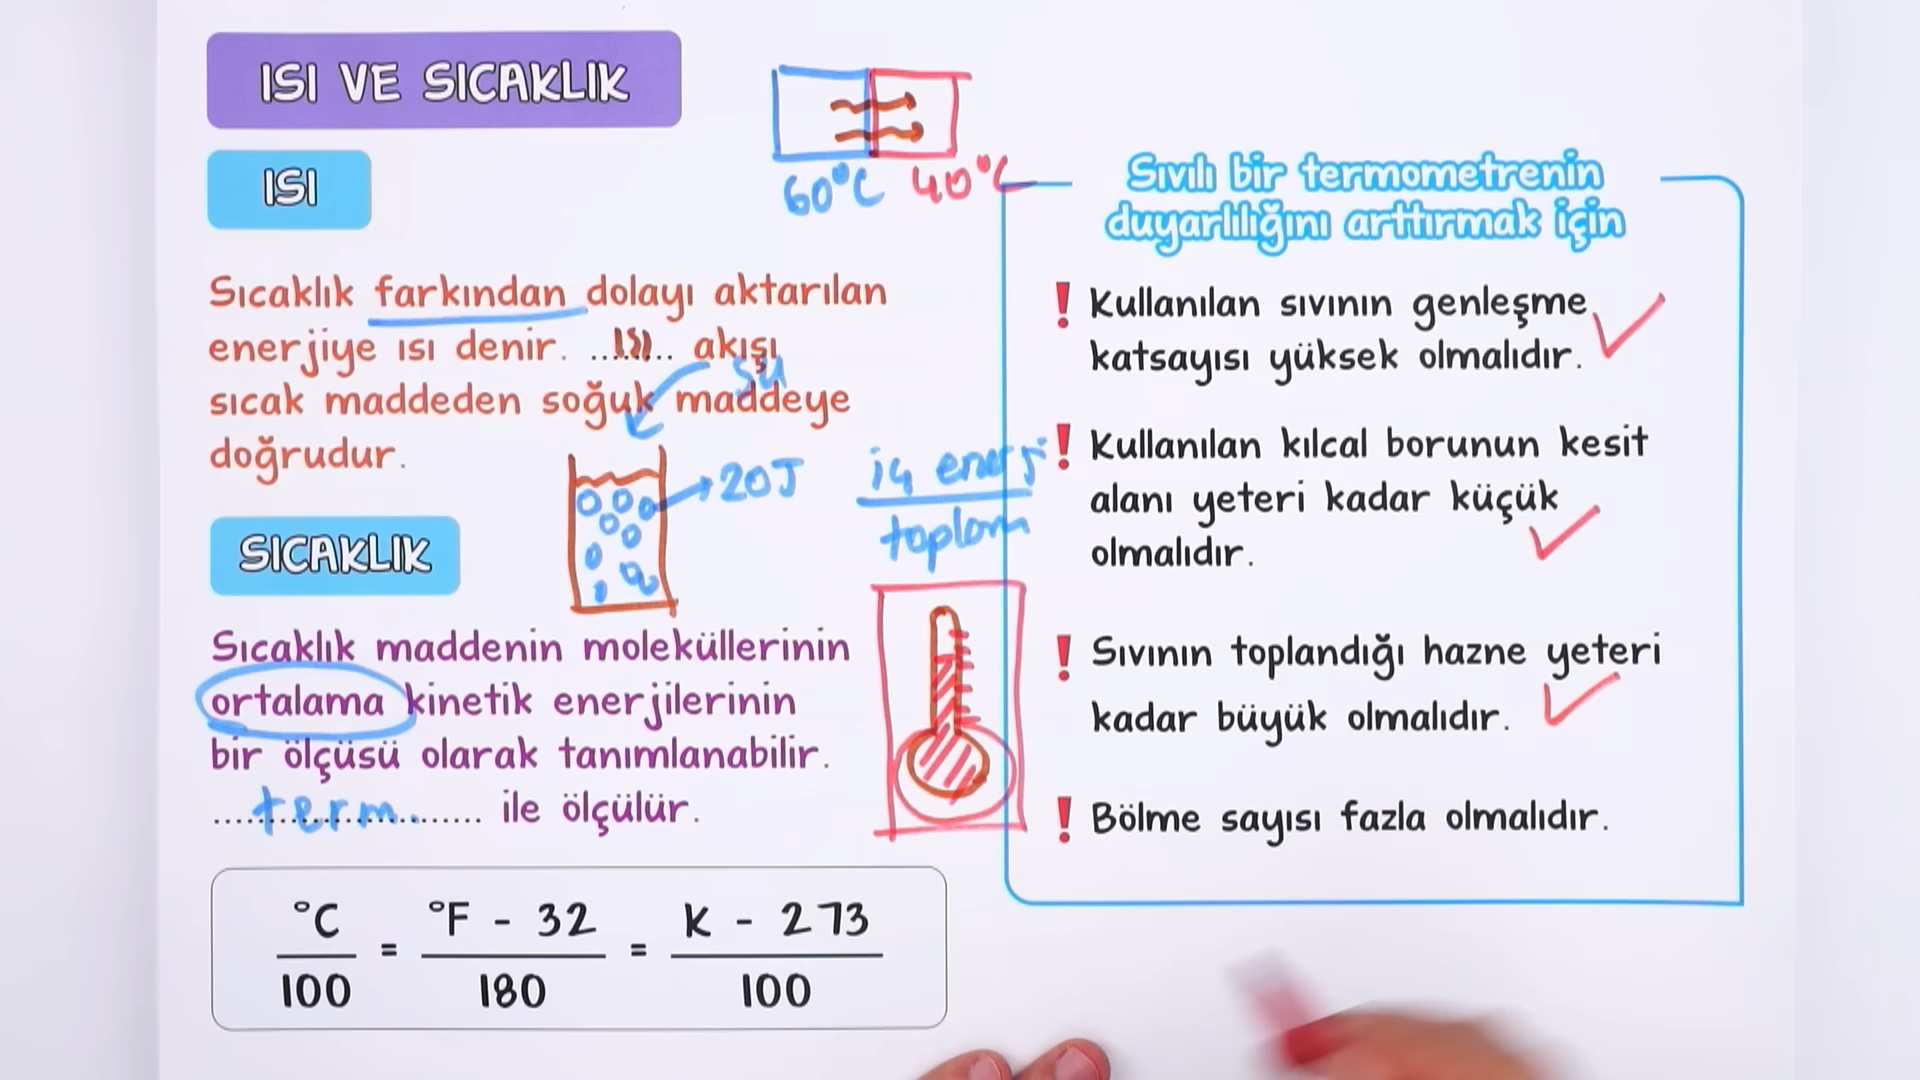 ISI VE SICAKLIK
60°C 40°C
ISI
Sıcaklık farkından dolayı aktarılan
enerjiye ısı denir. ...ısı... akışı
su
sıcak maddeden soğuk maddeye
doğrudur.
20J
iç enerji
toplam
SICAKLIK
Sıcaklık maddenin moleküllerinin
ortalama kinetik enerjilerinin
bir ölçüsü olarak tanımlanabilir.
....term........ ile ölçülür.
°C / 100 = °F - 32 / 180 = K - 273 / 100
Sıvılı bir termometrenin
duyarlılığını arttırmak için
! Kullanılan sıvının genleşme
katsayısı yüksek olmalıdır.
! Kullanılan kılcal borunun kesit
alanı yeteri kadar küçük
olmalıdır.
! Sıvının toplandığı hazne yeteri
kadar büyük olmalıdır.
! Bölme sayısı fazla olmalıdır.